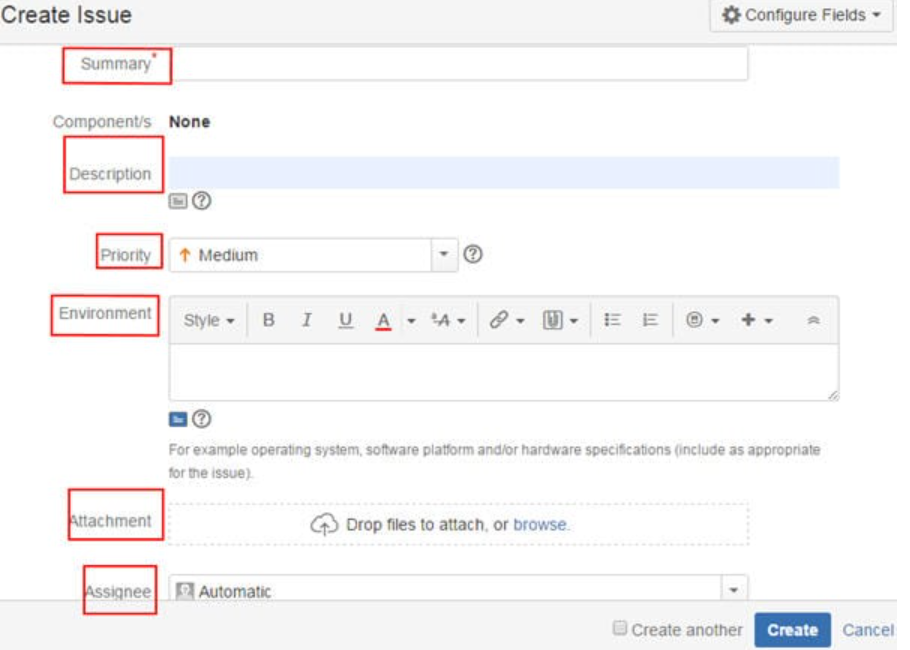 Create Issue
Configure Fields
Summary*
Component/s None
Description
Priority Medium
Environment Style B I U A ªA
For example operating system, software platform and/or hardware specifications (include as appropriate
for the issue).
Attachment Drop files to attach, or browse.
Assignee Automatic
Create another Create Cancel